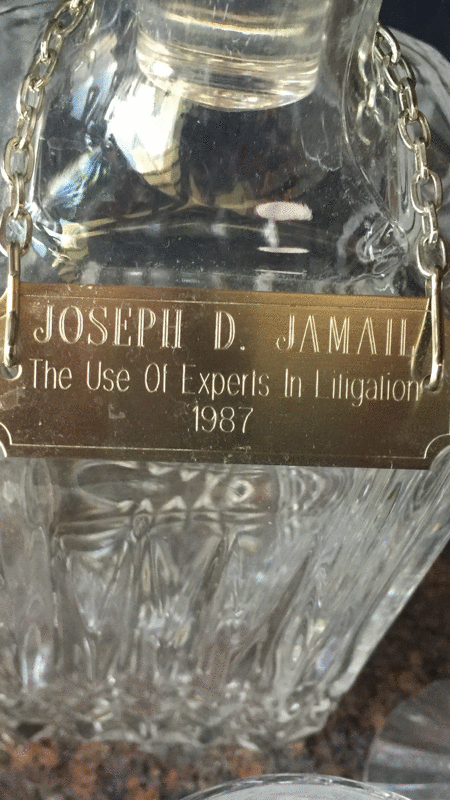 JOSEPH D. JAMAIL
The Use Of Experts In Litigation
1987